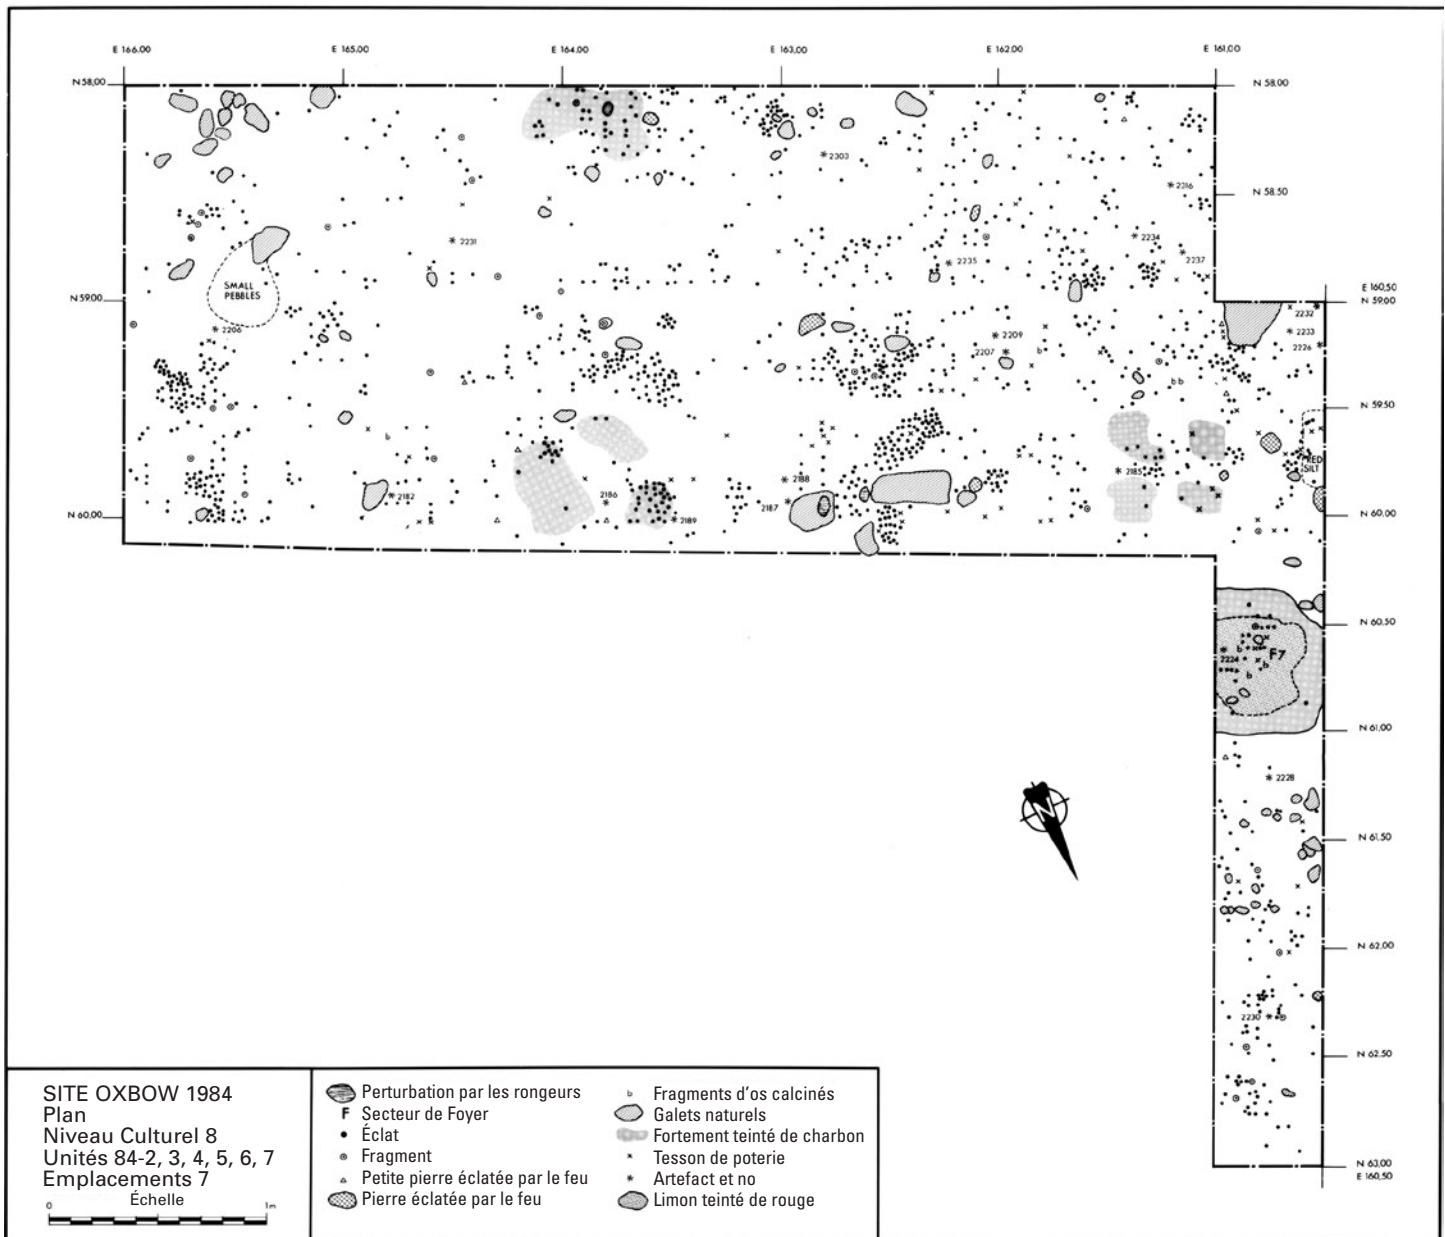 E 166.00 E 165.00 E 164.00 E 163.00 E 162.00 E 161.00
N 58.00 N 58.00
2303
2316
N 58.50
2231 2234
2237
2235
SMALL
PEBBLES
E 160.50
N 59.00 N 59.00
2232
2206 2209 2233
2207 b 2226
b b
N 59.50
b
RED
SILT
2185
2188
2182 2186
2187
2189
N 60.00 N 60.00
N 60.50
b F7
2224 b
b
N 61.00
2228
N
N 61.50
N 62.00
2230
N 62.50
N 63.00
E 160.50
SITE OXBOW 1984
Plan
Niveau Culturel 8
Unités 84-2, 3, 4, 5, 6, 7
Emplacements 7
Échelle
0 1m
Perturbation par les rongeurs
F Secteur de Foyer
Éclat
Fragment
Petite pierre éclatée par le feu
Pierre éclatée par le feu
b Fragments d'os calcinés
Galets naturels
Fortement teinté de charbon
Tesson de poterie
Artefact et no
Limon teinté de rouge